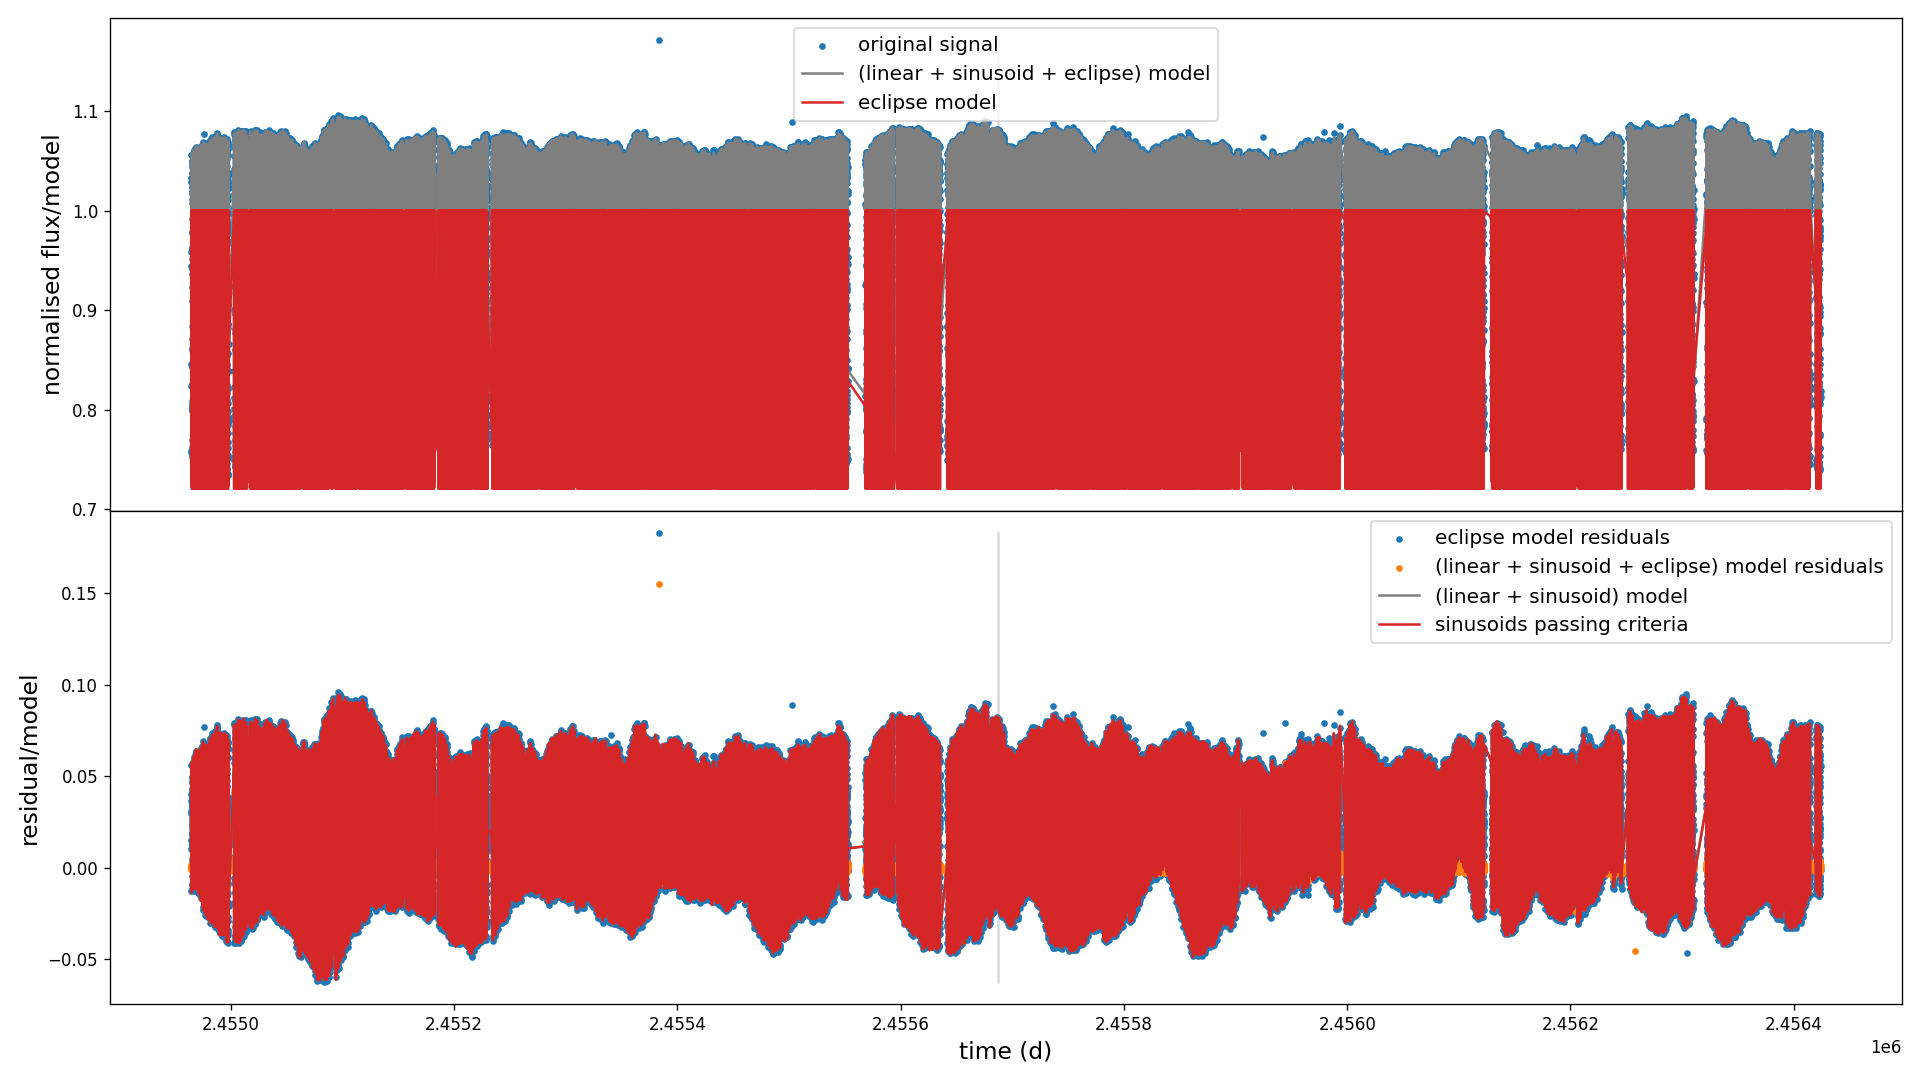 original signal
(linear + sinusoid + eclipse) model
eclipse model
normalised flux/model
1.1
1.0
0.9
0.8
0.7
eclipse model residuals
(linear + sinusoid + eclipse) model residuals
(linear + sinusoid) model
sinusoids passing criteria
residual/model
0.15
0.10
0.05
0.00
−0.05
2.4550 2.4552 2.4554 2.4556 2.4558 2.4560 2.4562 2.4564
1e6
time (d)